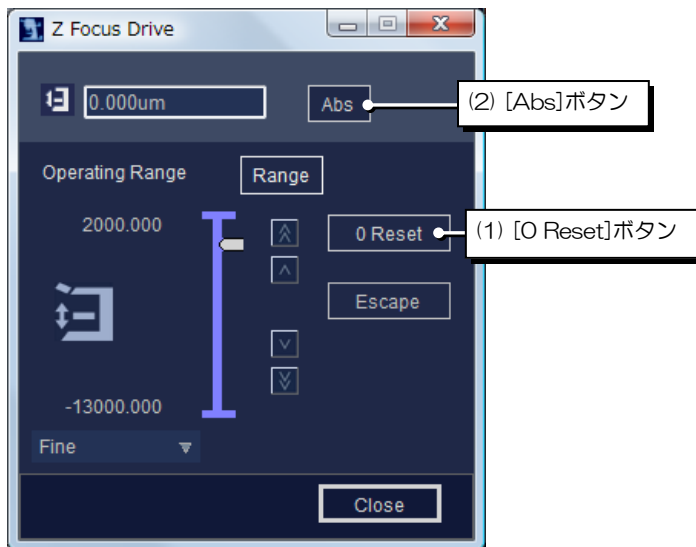 Z Focus Drive
0.000um
Abs
(2) [Abs]ボタン
Operating Range
Range
2000.000
0 Reset
(1) [0 Reset]ボタン
Escape
-13000.000
Fine
Close